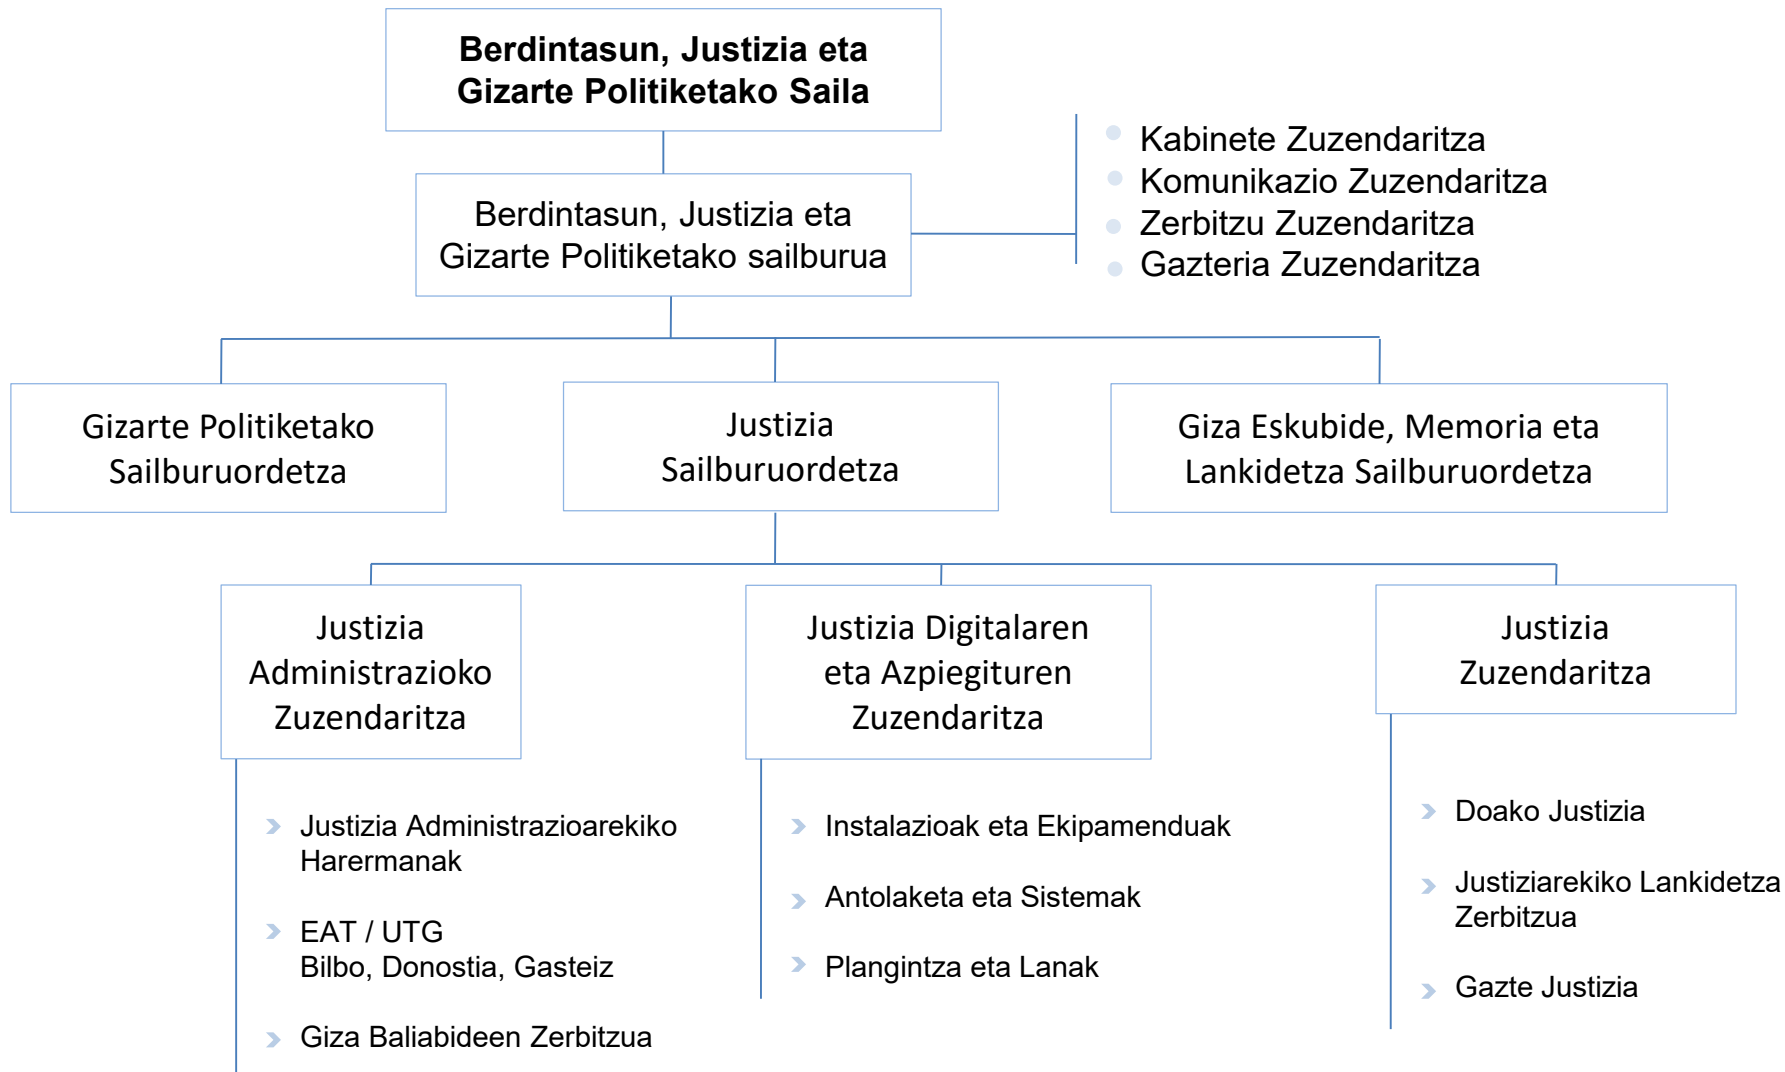 Berdintasun, Justizia eta
Gizarte Politiketako Saila
Berdintasun, Justizia eta
Gizarte Politiketako sailburua
Kabinete Zuzendaritza
Komunikazio Zuzendaritza
Zerbitzu Zuzendaritza
Gazteria Zuzendaritza
Gizarte Politiketako
Sailburuordetza
Justizia
Sailburuordetza
Giza Eskubide, Memoria eta
Lankidetza Sailburuordetza
Justizia
Administrazioko
Zuzendaritza
Justizia Digitalaren
eta Azpiegituren
Zuzendaritza
Justizia
Zuzendaritza
Justizia Administrazioarekiko
Harermanak
EAT / UTG
Bilbo, Donostia, Gasteiz
Giza Baliabideen Zerbitzua
Instalazioak eta Ekipamenduak
Antolaketa eta Sistemak
Plangintza eta Lanak
Doako Justizia
Justiziarekiko Lankidetza
Zerbitzua
Gazte Justizia